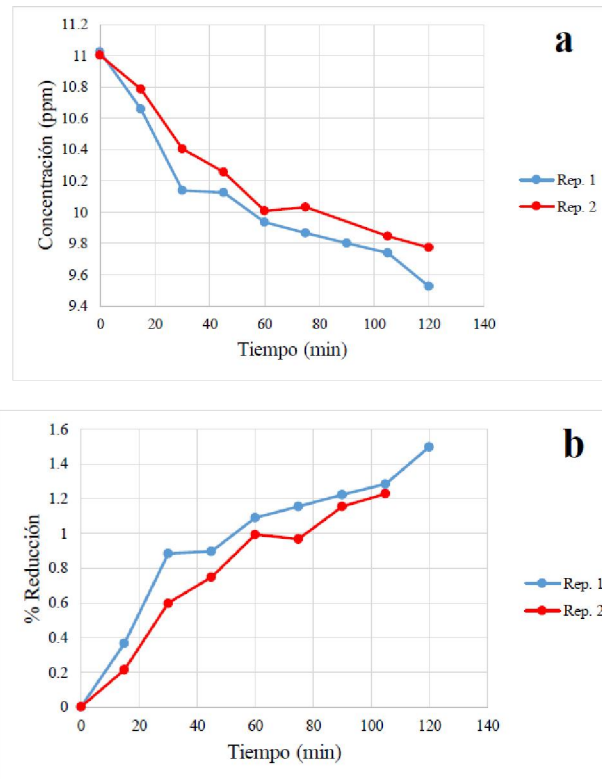 a
11.2
11
10.8
10.6
10.4
10.2
10
9.8
9.6
9.4
Concentración (ppm)
0 20 40 60 80 100 120 140
Tiempo (min)
Rep. 1
Rep. 2
b
1.6
1.4
1.2
1
0.8
0.6
0.4
0.2
0
% Reducción
0 20 40 60 80 100 120 140
Tiempo (min)
Rep. 1
Rep. 2